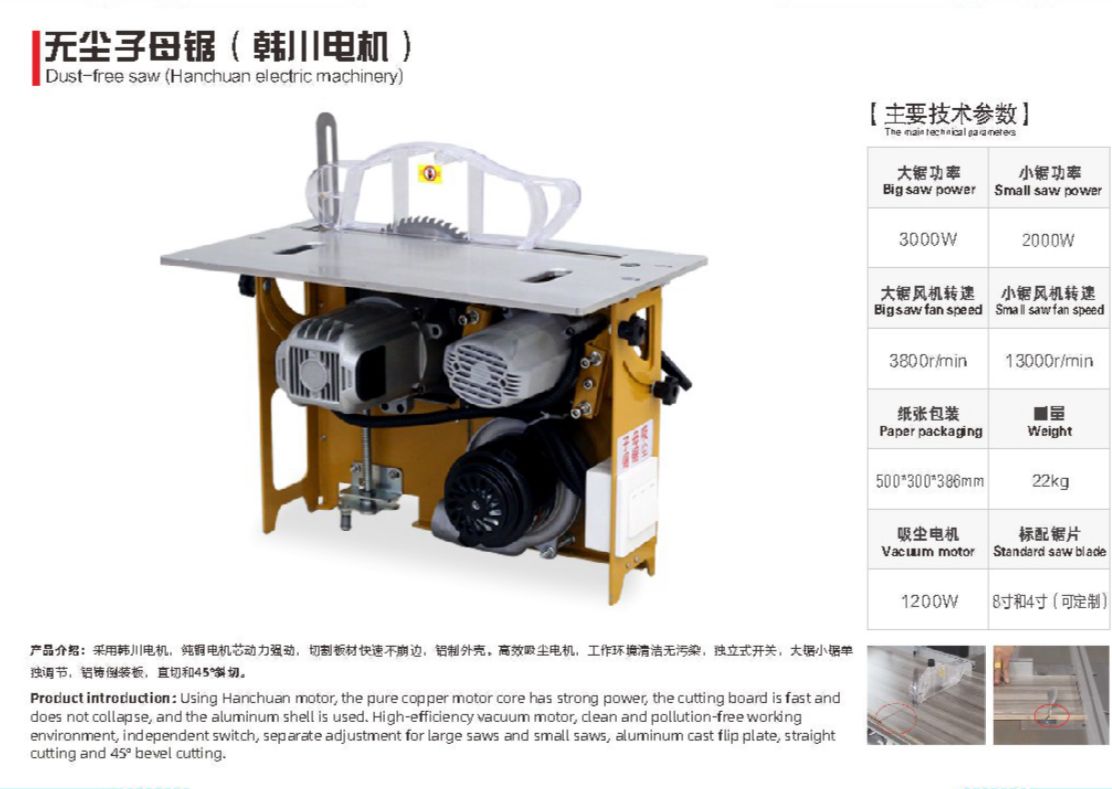 无尘子母锯（韩川电机）
Dust-free saw (Hanchuan electric machinery)
【主要技术参数】
The main technical parameters
大锯功率 小锯功率
Big saw power Small saw power
3000W 2000W
大锯风机转速 小锯风机转速
Big saw fan speed Small saw fan speed
3800r/min 13000r/min
纸张包装 重量
Paper packaging Weight
500*300*386mm 22kg
吸尘电机 标配锯片
Vacuum motor Standard saw blade
1200W 8寸和4寸（可定制）
产品介绍：采用韩川电机，纯铜电机芯动力强劲，切割板材快速不崩边，铝制外壳。高效吸尘电机，工作环境清洁无污染，独立式开关，大锯小锯单
独调节，铝铸倒装板，直切和45°斜切。
Product introduction: Using Hanchuan motor, the pure copper motor core has strong power, the cutting board is fast and
does not collapse, and the aluminum shell is used. High-efficiency vacuum motor, clean and pollution-free working
environment, independent switch, separate adjustment for large saws and small saws, aluminum cast flip plate, straight
cutting and 45° bevel cutting.